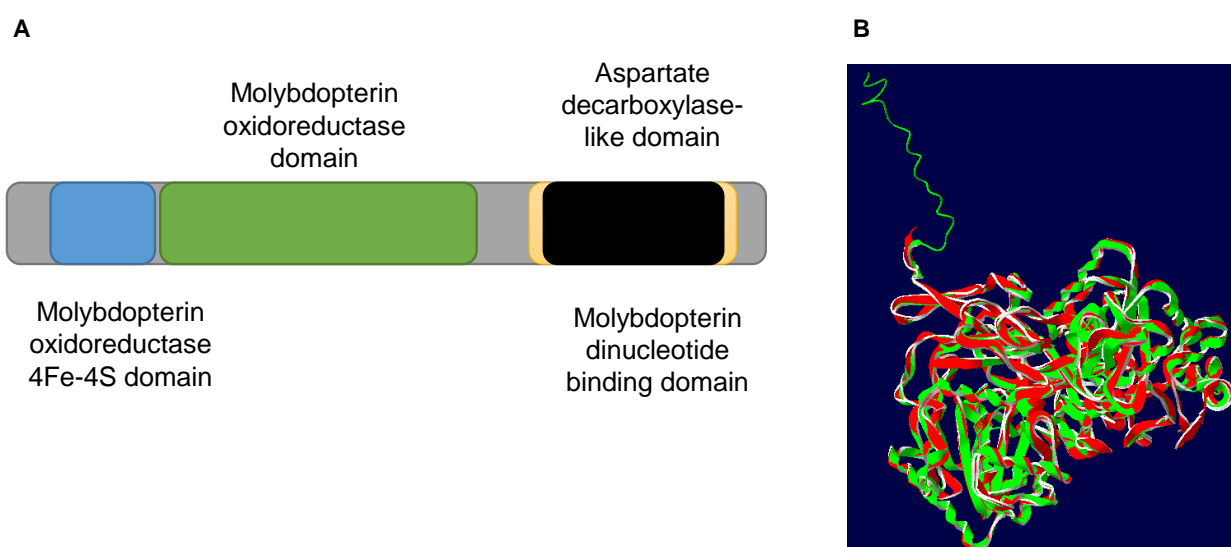 A
B
Molybdopterin
oxidoreductase
domain
Aspartate
decarboxylase-
like domain
Molybdopterin
oxidoreductase
4Fe-4S domain
Molybdopterin
dinucleotide
binding domain